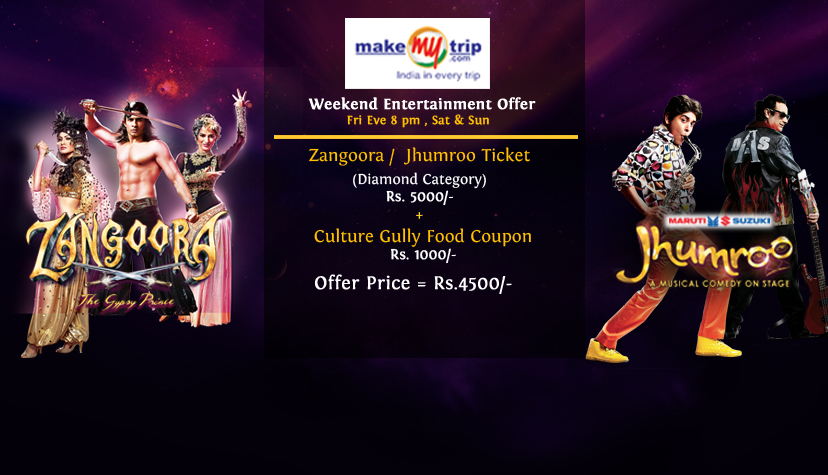 make my trip
.com
India in every trip
Weekend Entertainment Offer
Fri Eve 8 pm , Sat & Sun
Zangoora / Jhumroo Ticket
(Diamond Category)
Rs. 5000/-
+
Culture Gully Food Coupon
Rs. 1000/-
Offer Price = Rs.4500/-
ZANGOORA
The Gypsy Prince
MARUTI SUZUKI
Jhumroo
A MUSICAL COMEDY ON STAGE